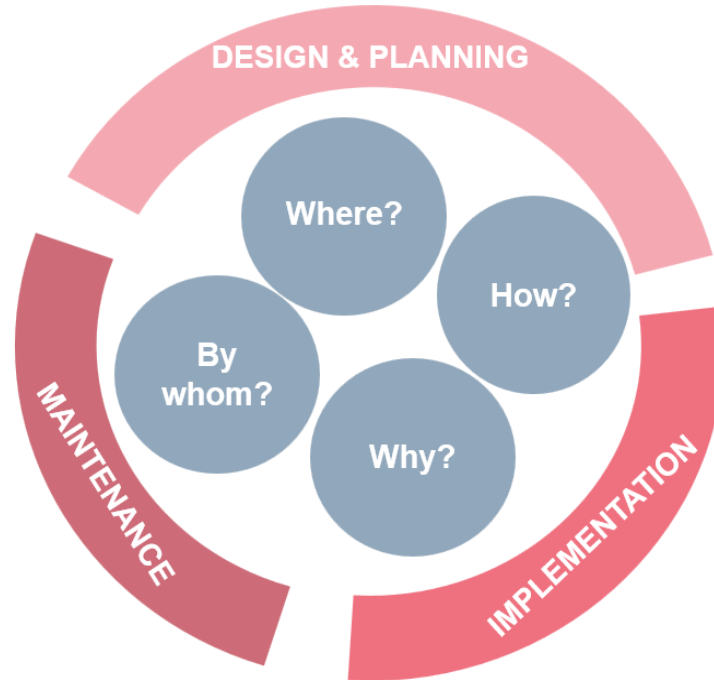 DESIGN & PLANNING
Where?
How?
By
whom?
Why?
MAINTENANCE
IMPLEMENTATION